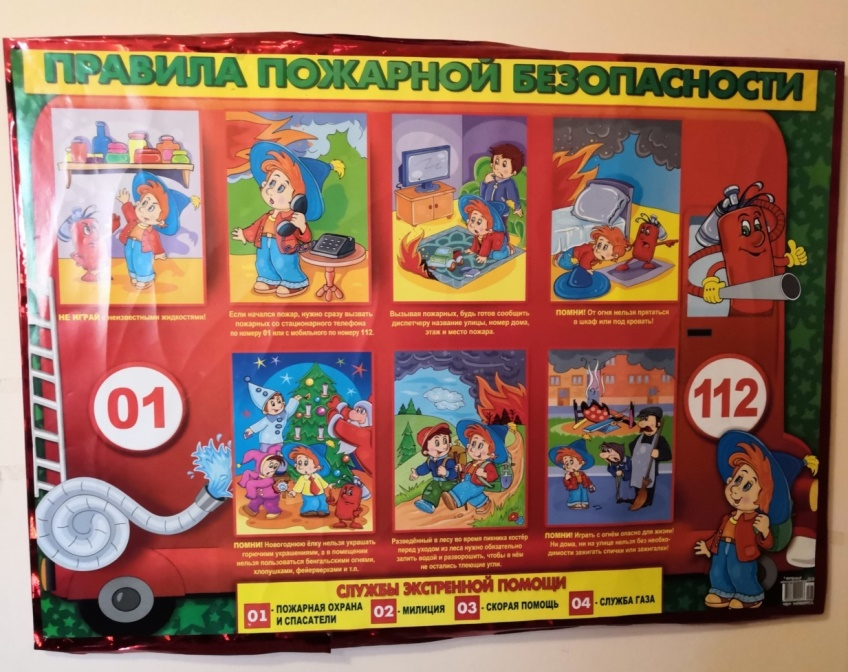 ПРАВИЛА ПОЖАРНОЙ БЕЗОПАСНОСТИ
НЕ ИГРАЙ с неизвестными жидкостями!
Если начался пожар, нужно сразу вызвать
пожарных со стационарного телефона
по номеру 01 или с мобильного по номеру 112.
Вызывая пожарных, будь готов сообщить
диспетчеру название улицы, номер дома,
этаж и место пожара.
ПОМНИ! От огня нельзя прятаться
в шкаф или под кровать!
01
112
ПОМНИ! Новогоднюю ёлку нельзя украшать
горючими украшениями, а в помещении
нельзя пользоваться бенгальскими огнями,
хлопушками, фейерверками и т.п.
Разведённый в лесу во время пикника костёр
перед уходом из леса нужно обязательно
залить водой и разворошить, чтобы в нём
не остались тлеющие угли.
ПОМНИ! Играть с огнём опасно для жизни!
Ни дома, ни на улице нельзя без необхо-
димости зажигать спички или зажигалки!
СЛУЖБЫ ЭКСТРЕННОЙ ПОМОЩИ
01 - ПОЖАРНАЯ ОХРАНА
И СПАСАТЕЛИ
02 - МИЛИЦИЯ
03 - СКОРАЯ ПОМОЩЬ
04 - СЛУЖБА ГАЗА